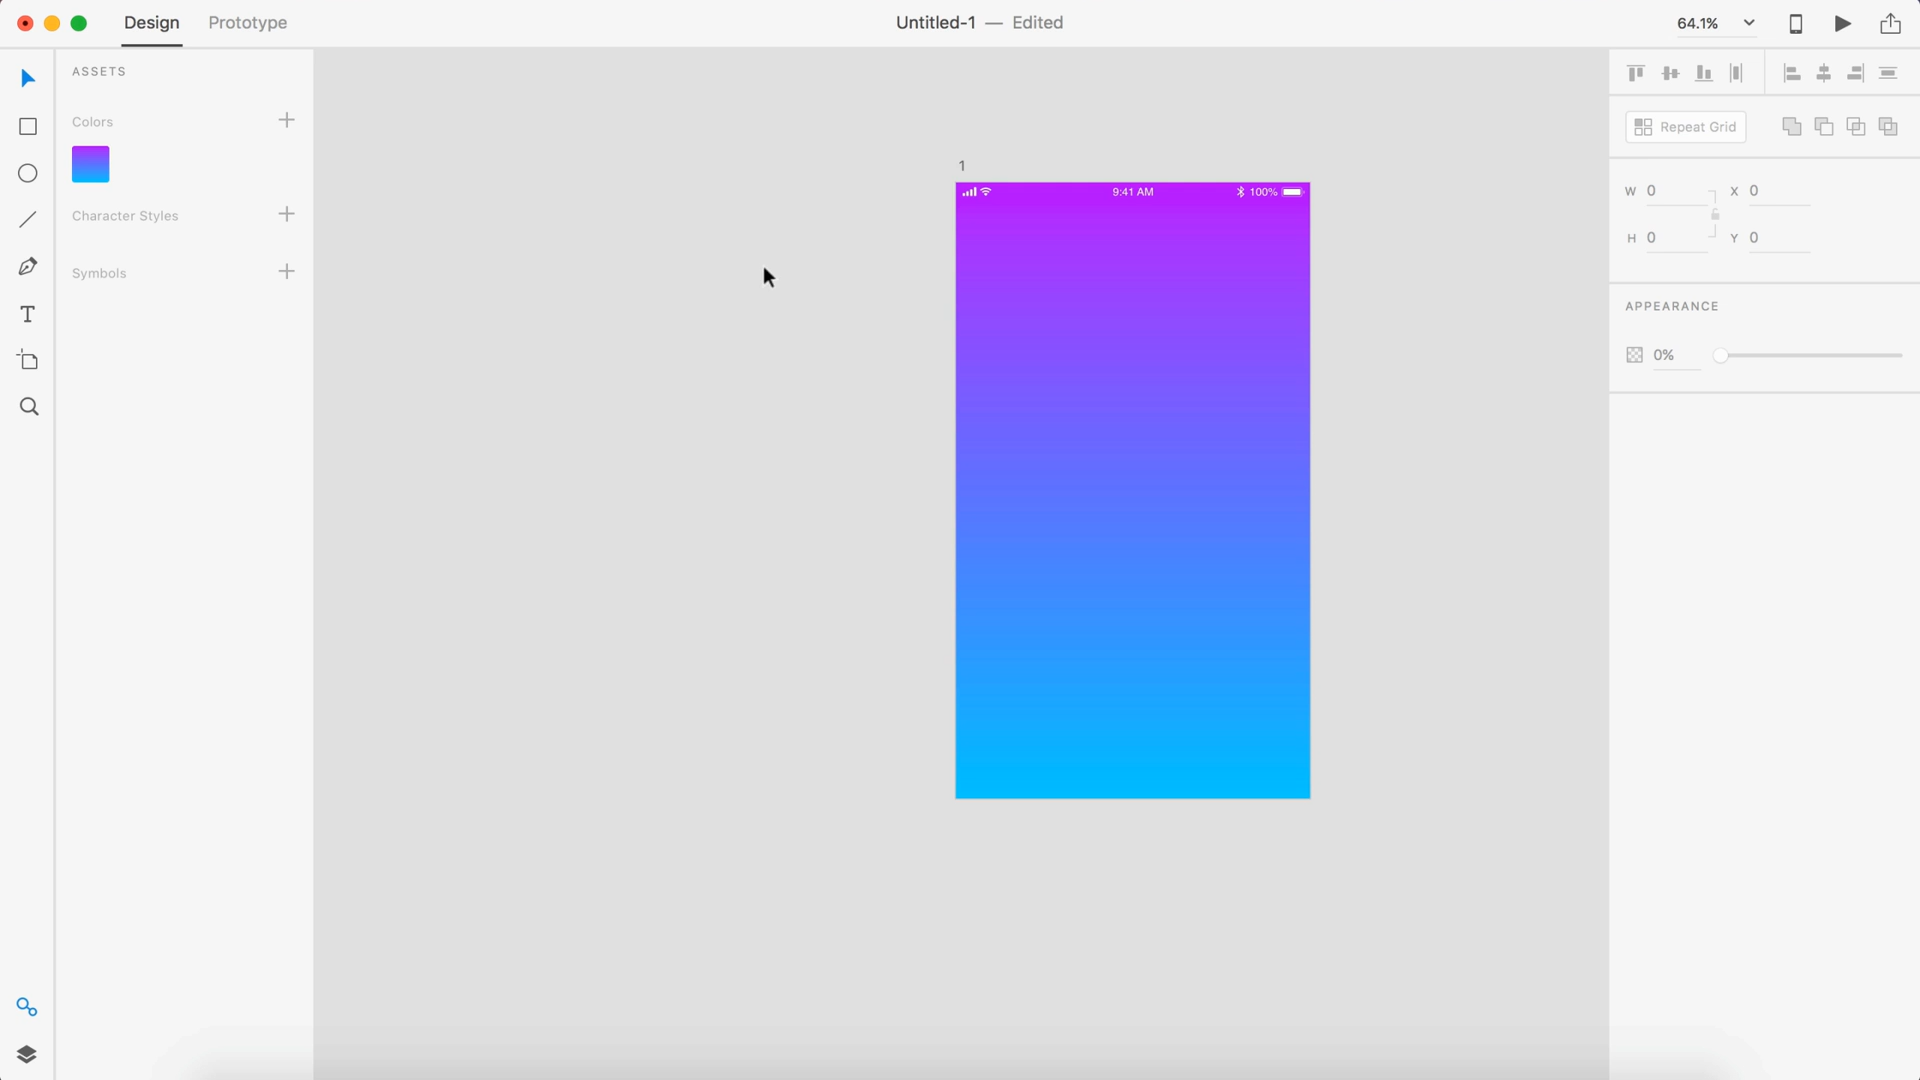 Design
Prototype
Untitled-1 — Edited
64.1%
ASSETS
Colors
Character Styles
Symbols
1
9:41 AM
100%
Repeat Grid
W 0
X 0
H 0
Y 0
APPEARANCE
0%